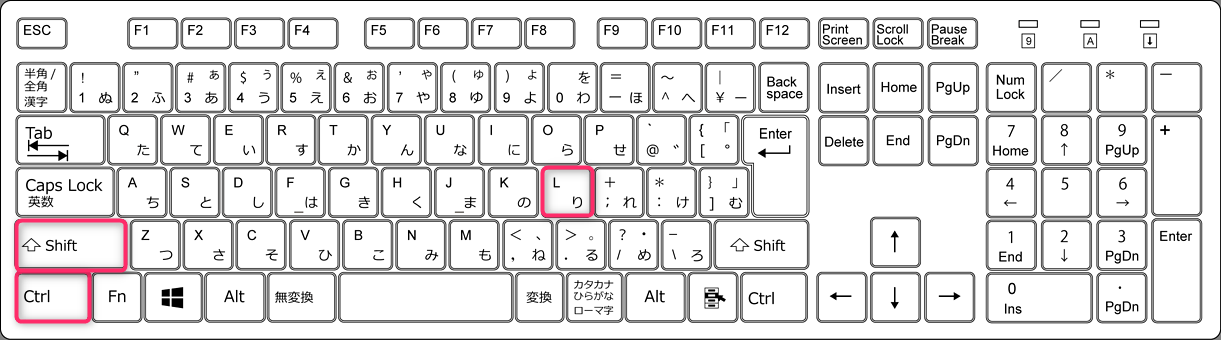 ESC F1 F2 F3 F4 F5 F6 F7 F8 F9 F10 F11 F12 Print Screen Scroll Lock Pause Break 9 A ↓
半角/全角 漢字 ! 1 ぬ " 2 ふ # ぁ 3 あ $ ぅ 4 う % ぇ 5 え & ぉ 6 お ' ゃ 7 や ( ゅ 8 ゆ ) ょ 9 よ を 0 わ = ー ほ ～ ^ へ | ¥ ー Back space Insert Home PgUp Num Lock ／ * －
Tab Q た W て E い R す T か Y ん U な I に O ら P せ ` @ ゛ { 「 [ ° Enter Delete End PgDn 7 Home 8 ↑ 9 PgUp +
Caps Lock 英数 A ち S と D し F _は G き H く J _ま K の L り + ; れ * : け } 」 ] む 4 ← 5 6 →
Shift Z つ X さ C そ V ひ B こ N み M も < 、 , ね > 。 . る ? ・ / め _ \ ろ Shift ↑ 1 End 2 ↓ 3 PgDn Enter
Ctrl Fn Alt 無変換 変換 カタカナ ひらがな ローマ字 Alt Ctrl ← ↓ → 0 Ins . PgDn